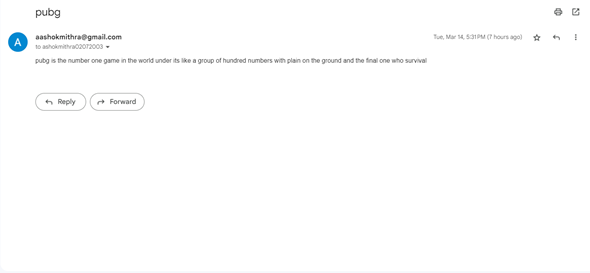 pubg
A
aashokmithra@gmail.com
Tue, Mar 14, 5:31 PM (7 hours ago)
to ashokmithra02072003
pubg is the number one game in the world under its like a group of hundred numbers with plain on the ground and the final one who survival
Reply
Forward